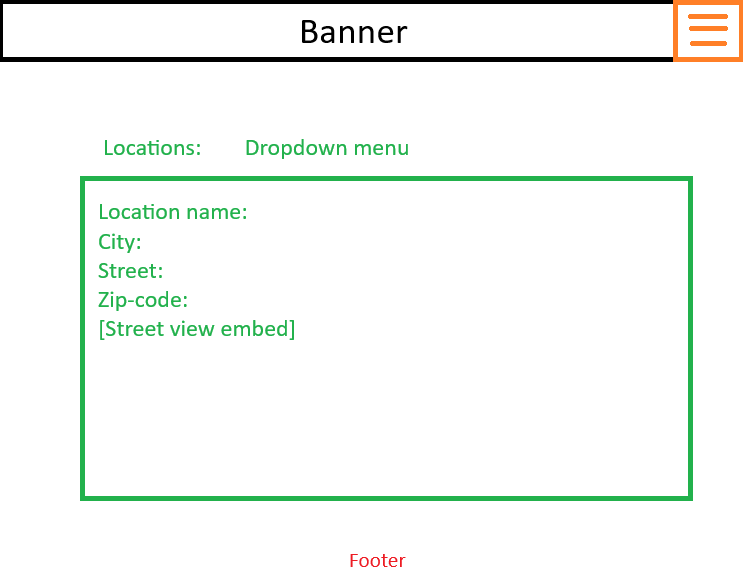 Banner
Locations: Dropdown menu
Location name:
City:
Street:
Zip-code:
[Street view embed]
Footer